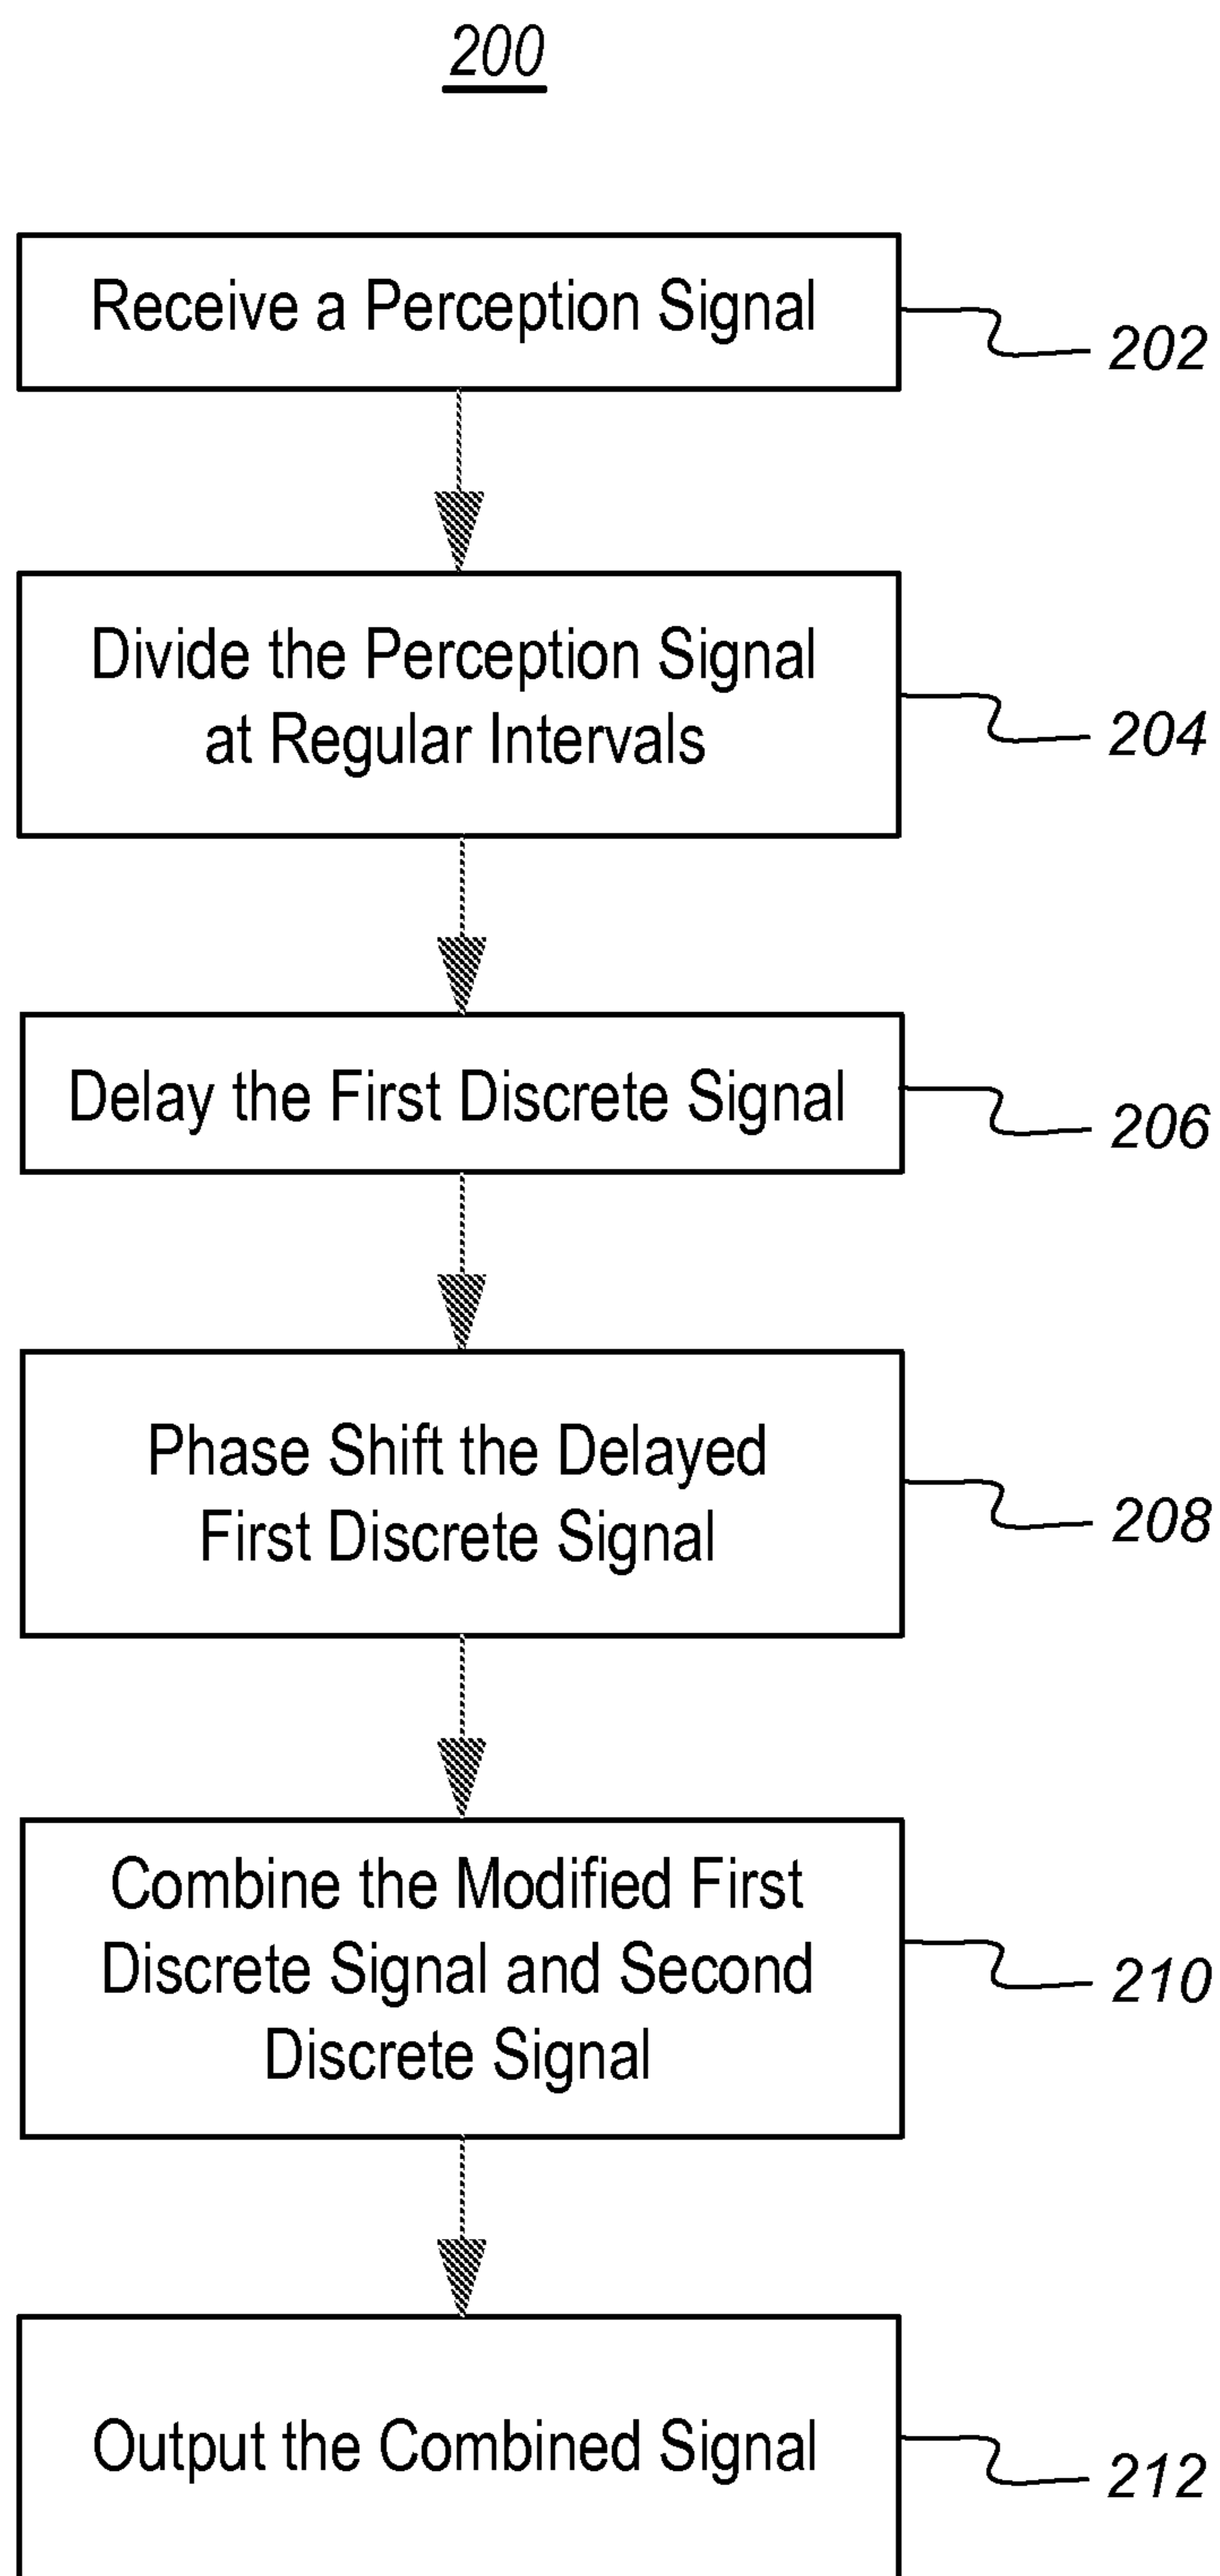 200
Receive a Perception Signal
202
Divide the Perception Signal
at Regular Intervals
204
Delay the First Discrete Signal
206
Phase Shift the Delayed
First Discrete Signal
208
Combine the Modified First
Discrete Signal and Second
Discrete Signal
210
Output the Combined Signal
212